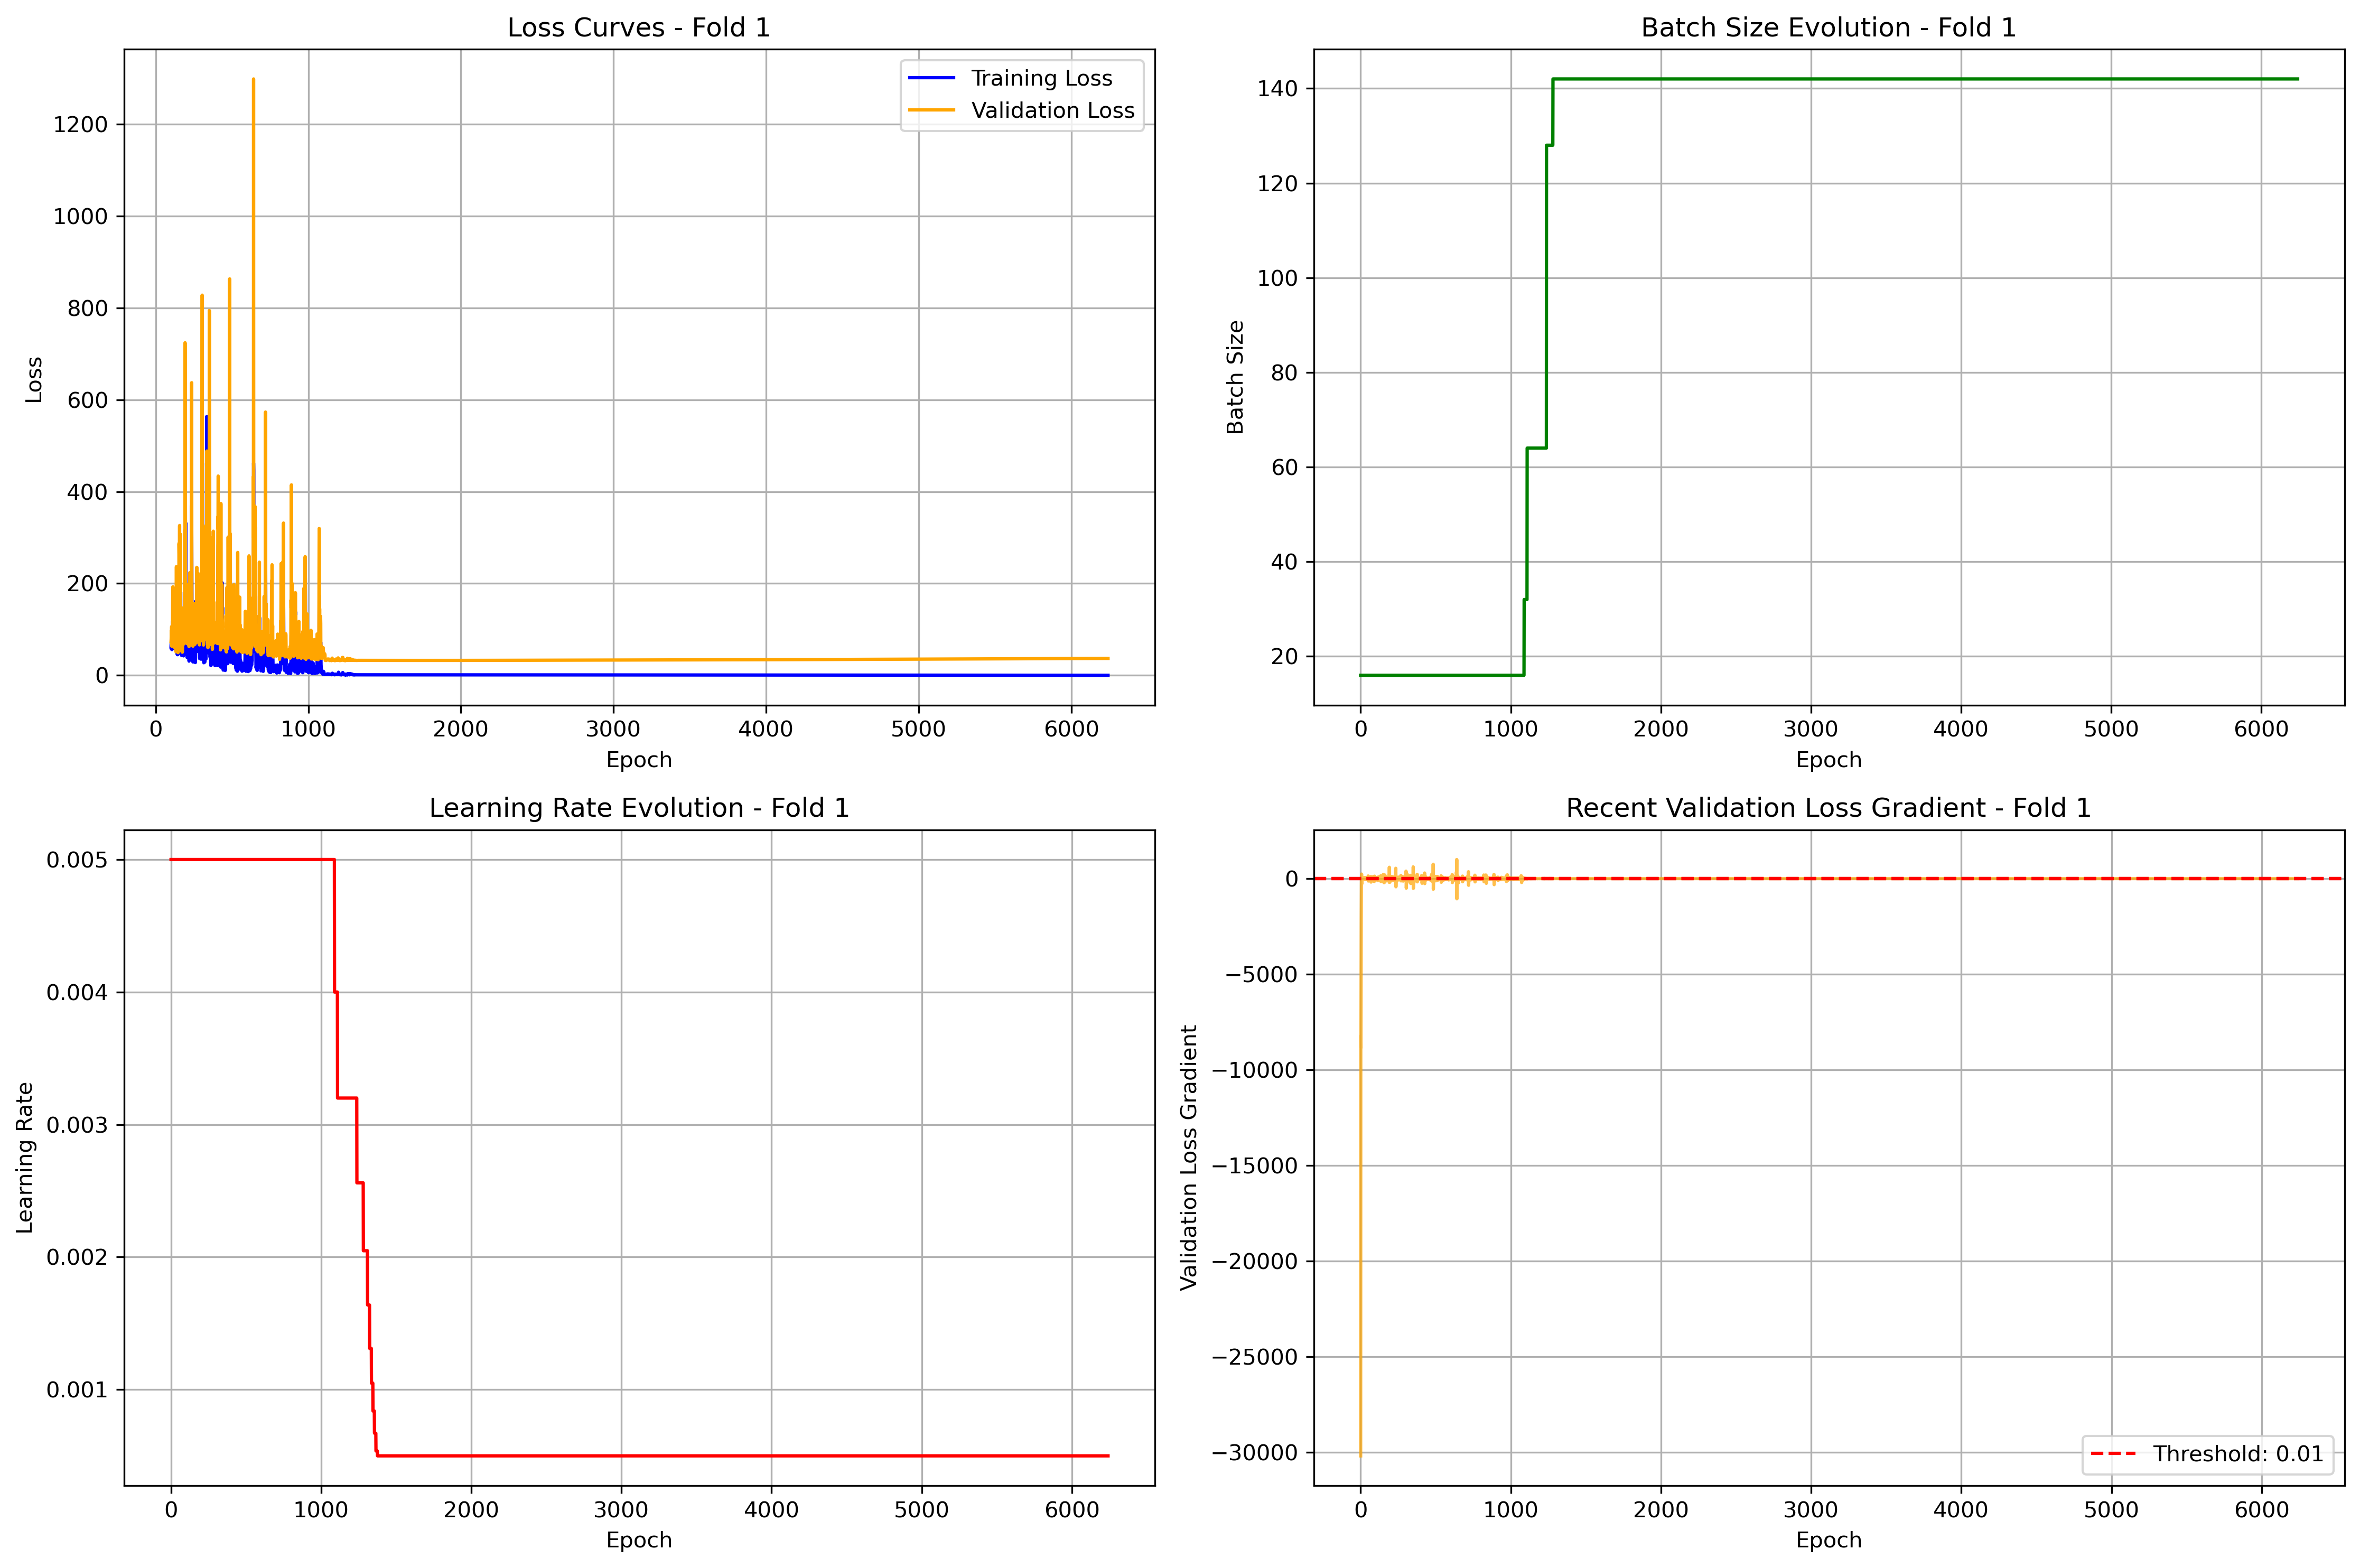 Loss Curves - Fold 1
Training Loss
Validation Loss
1200
1000
800
600
400
200
0
Loss
0 1000 2000 3000 4000 5000 6000
Epoch
Batch Size Evolution - Fold 1
140
120
100
80
60
40
20
Batch Size
0 1000 2000 3000 4000 5000 6000
Epoch
Learning Rate Evolution - Fold 1
0.005
0.004
0.003
0.002
0.001
Learning Rate
0 1000 2000 3000 4000 5000 6000
Epoch
Recent Validation Loss Gradient - Fold 1
0
−5000
−10000
−15000
−20000
−25000
−30000
Validation Loss Gradient
Threshold: 0.01
0 1000 2000 3000 4000 5000 6000
Epoch